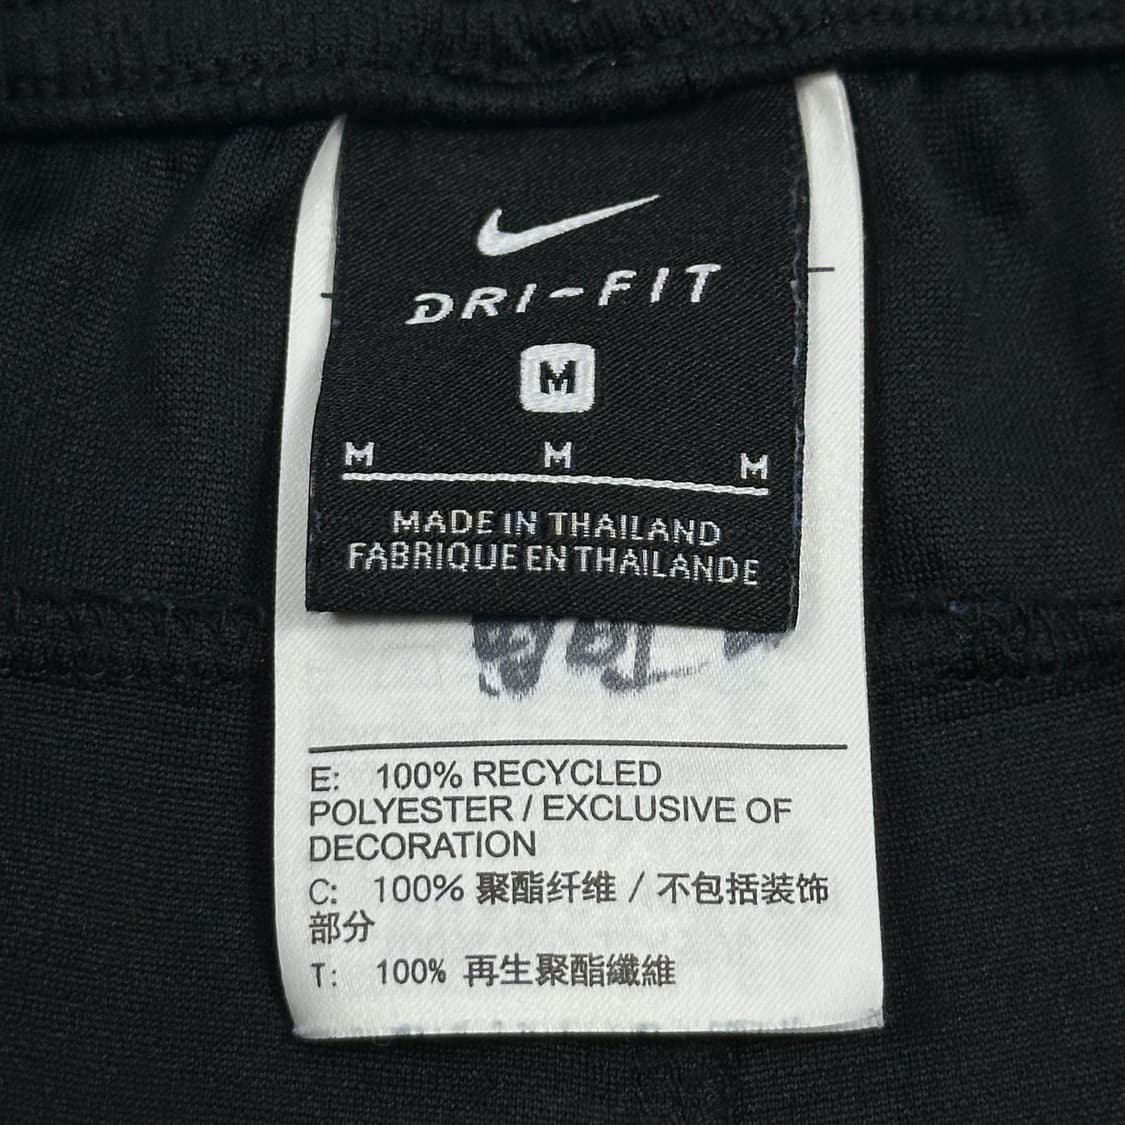 DRI-FIT
M
M M M
MADE IN THAILAND
FABRIQUE EN THAILANDE
E: 100% RECYCLED
POLYESTER / EXCLUSIVE OF
DECORATION
C: 100% 聚酯纤维 / 不包括装饰
部分
T: 100% 再生聚酯纖維